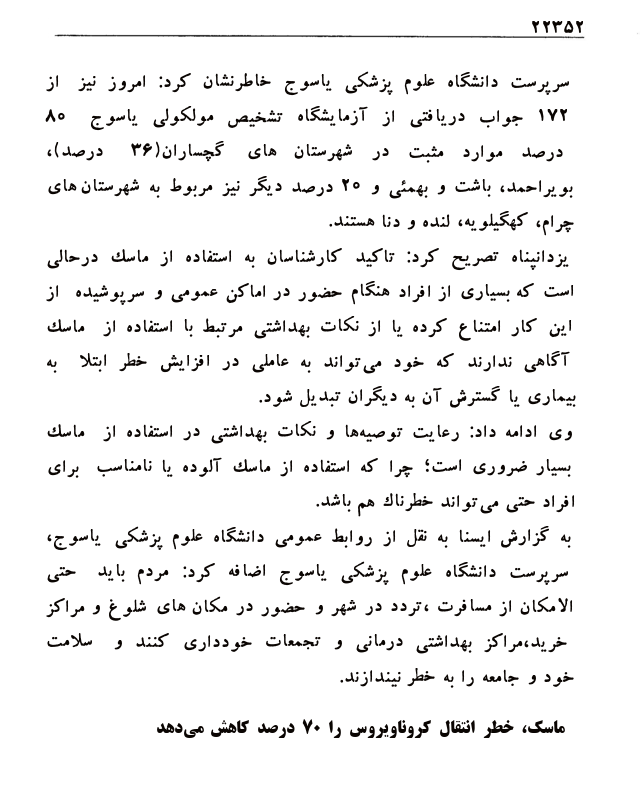 ۲۲۳۵۲
سرپرست دانشگاه علوم پزشکی یاسوج خاطرنشان کرد: امروز نیز از
۱۷۲ جواب دریافتی از آزمایشگاه تشخیص مولکولی یاسوج ۸۰
درصد موارد مثبت در شهرستان های گچساران(۳۶ درصد)،
بویراحمد، باشت و بهمئی و ۲۰ درصد دیگر نیز مربوط به شهرستان‌های
چرام، کهگیلویه، لنده و دنا هستند.
یزدانپناه تصریح کرد: تاکید کارشناسان به استفاده از ماسک درحالی
است که بسیاری از افراد هنگام حضور در اماکن عمومی و سرپوشیده از
این کار امتناع کرده یا از نکات بهداشتی مرتبط با استفاده از ماسک
آگاهی ندارند که خود می‌تواند به عاملی در افزایش خطر ابتلا به
بیماری یا گسترش آن به دیگران تبدیل شود.
وی ادامه داد: رعایت توصیه‌ها و نکات بهداشتی در استفاده از ماسک
بسیار ضروری است؛ چرا که استفاده از ماسک آلوده یا نامناسب برای
افراد حتی می‌تواند خطرناک هم باشد.
به گزارش ایسنا به نقل از روابط عمومی دانشگاه علوم پزشکی یاسوج،
سرپرست دانشگاه علوم پزشکی یاسوج اضافه کرد: مردم باید حتی
الامکان از مسافرت ،تردد در شهر و حضور در مکان های شلوغ و مراکز
خرید،مراکز بهداشتی درمانی و تجمعات خودداری کنند و سلامت
خود و جامعه را به خطر نیندازند.
ماسک، خطر انتقال کروناویروس را ۷۰ درصد کاهش می‌دهد